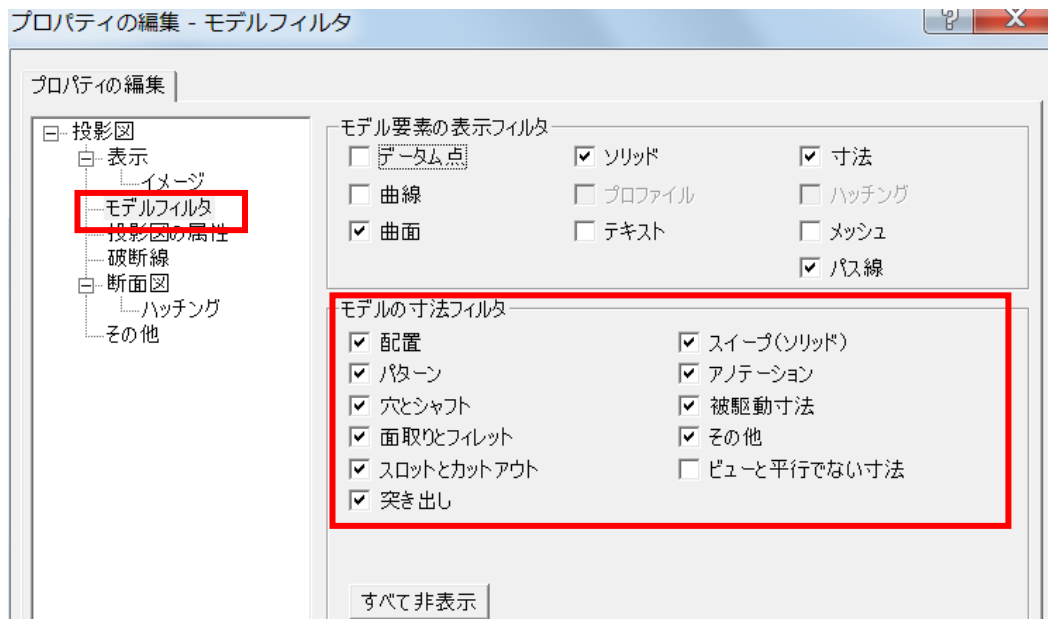 プロパティの編集 - モデルフィルタ
プロパティの編集
投影図
表示
イメージ
モデルフィルタ
投影図の属性
破断線
断面図
ハッチング
その他
モデル要素の表示フィルタ
データム点 ソリッド 寸法
曲線 プロファイル ハッチング
曲面 テキスト メッシュ
パス線
モデルの寸法フィルタ
配置 スイープ(ソリッド)
パターン アノテーション
穴とシャフト 被駆動寸法
面取りとフィレット その他
スロットとカットアウト ビューと平行でない寸法
突き出し
すべて非表示